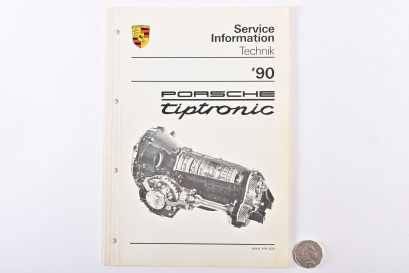 Service
Information
Technik
'90
PORSCHE
tiptronic